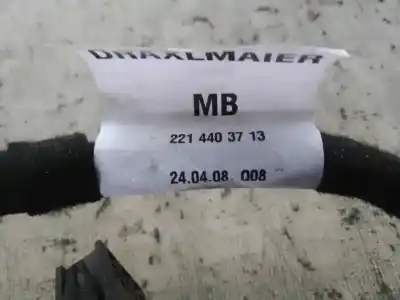 DRAXLMAIER
MB
221 440 37 13
24.04.08 008